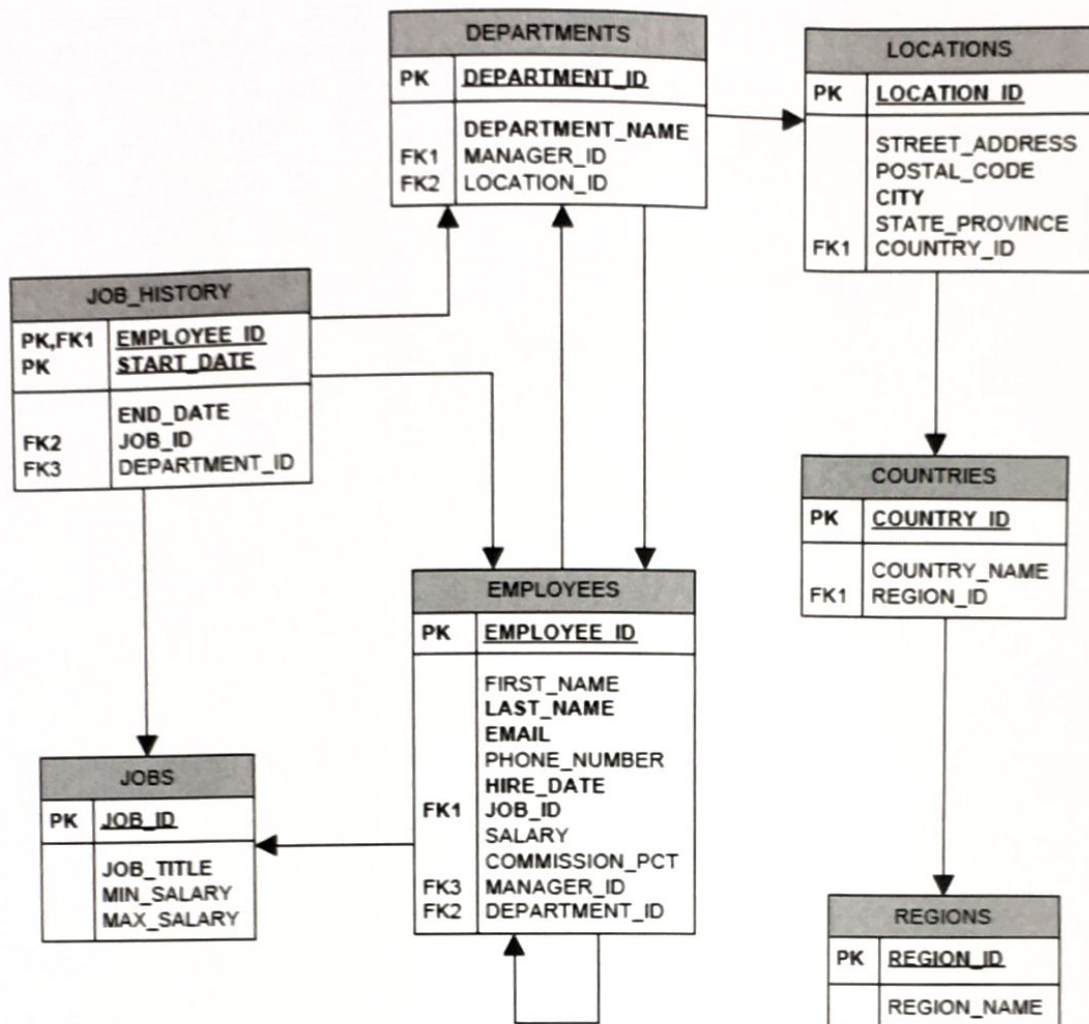 DEPARTMENTS
PK DEPARTMENT_ID
DEPARTMENT_NAME
FK1 MANAGER_ID
FK2 LOCATION_ID
LOCATIONS
PK LOCATION_ID
STREET_ADDRESS
POSTAL_CODE
CITY
STATE_PROVINCE
FK1 COUNTRY_ID
JOB_HISTORY
PK,FK1 EMPLOYEE_ID
PK START_DATE
END_DATE
FK2 JOB_ID
FK3 DEPARTMENT_ID
COUNTRIES
PK COUNTRY_ID
COUNTRY_NAME
FK1 REGION_ID
EMPLOYEES
PK EMPLOYEE_ID
FIRST_NAME
LAST_NAME
EMAIL
PHONE_NUMBER
HIRE_DATE
FK1 JOB_ID
SALARY
COMMISSION_PCT
FK3 MANAGER_ID
FK2 DEPARTMENT_ID
JOBS
PK JOB_ID
JOB_TITLE
MIN_SALARY
MAX_SALARY
REGIONS
PK REGION_ID
REGION_NAME